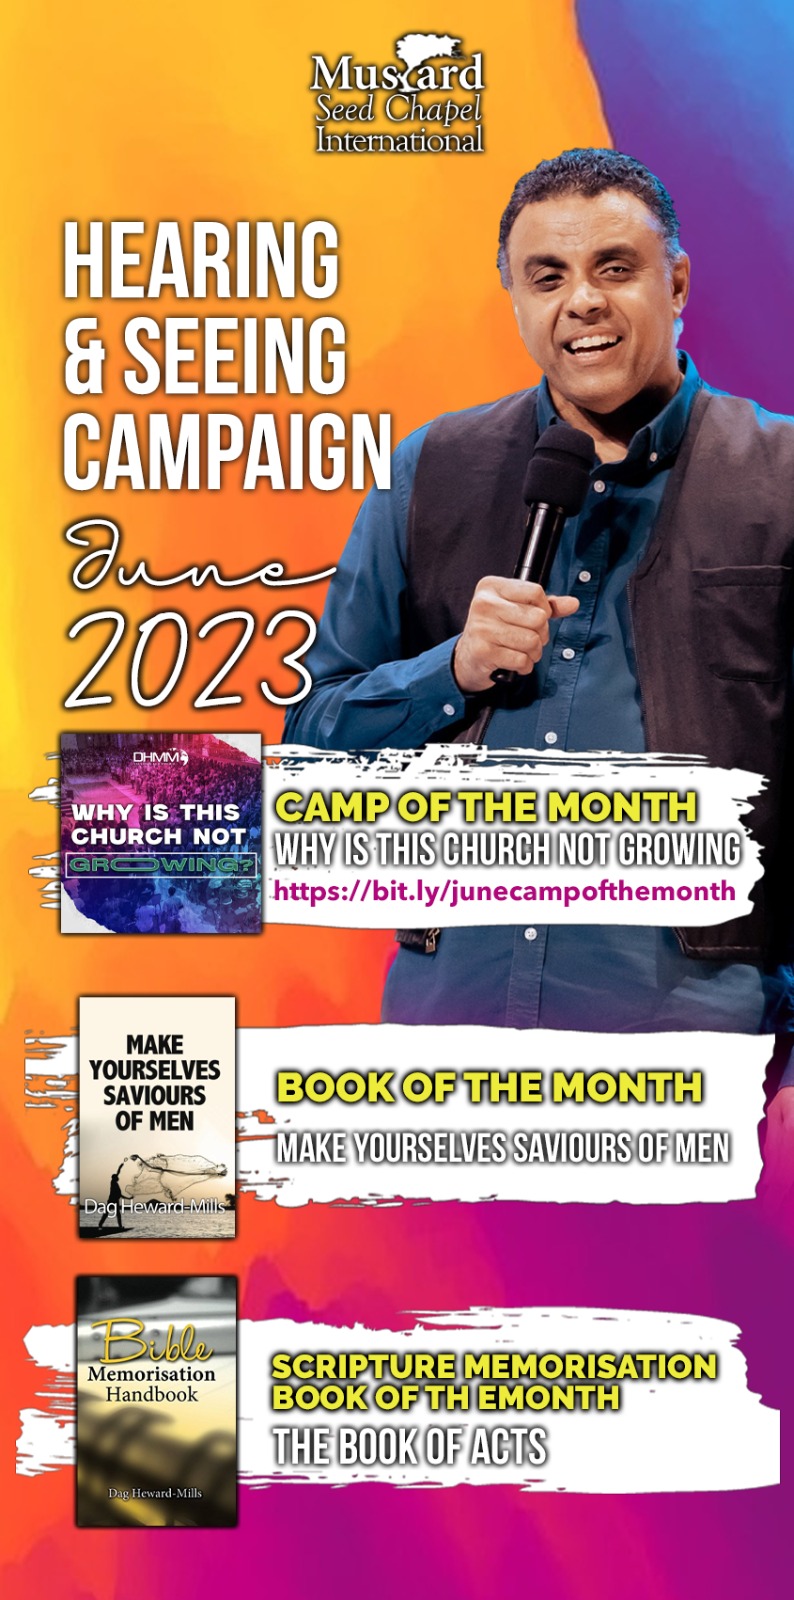 Mustard
Seed Chapel
International
HEARING
& SEEING
CAMPAIGN
June
2023
DHMM
WHY IS THIS
CHURCH NOT
GROWING?
CAMP OF THE MONTH
WHY IS THIS CHURCH NOT GROWING
https://bit.ly/junecampofthemonth
MAKE
YOURSELVES
SAVIOURS
OF MEN
Dag Heward-Mills
BOOK OF THE MONTH
MAKE YOURSELVES SAVIOURS OF MEN
Bible
Memorisation
Handbook
Dag Heward-Mills
SCRIPTURE MEMORISATION
BOOK OF TH EMONTH
THE BOOK OF ACTS